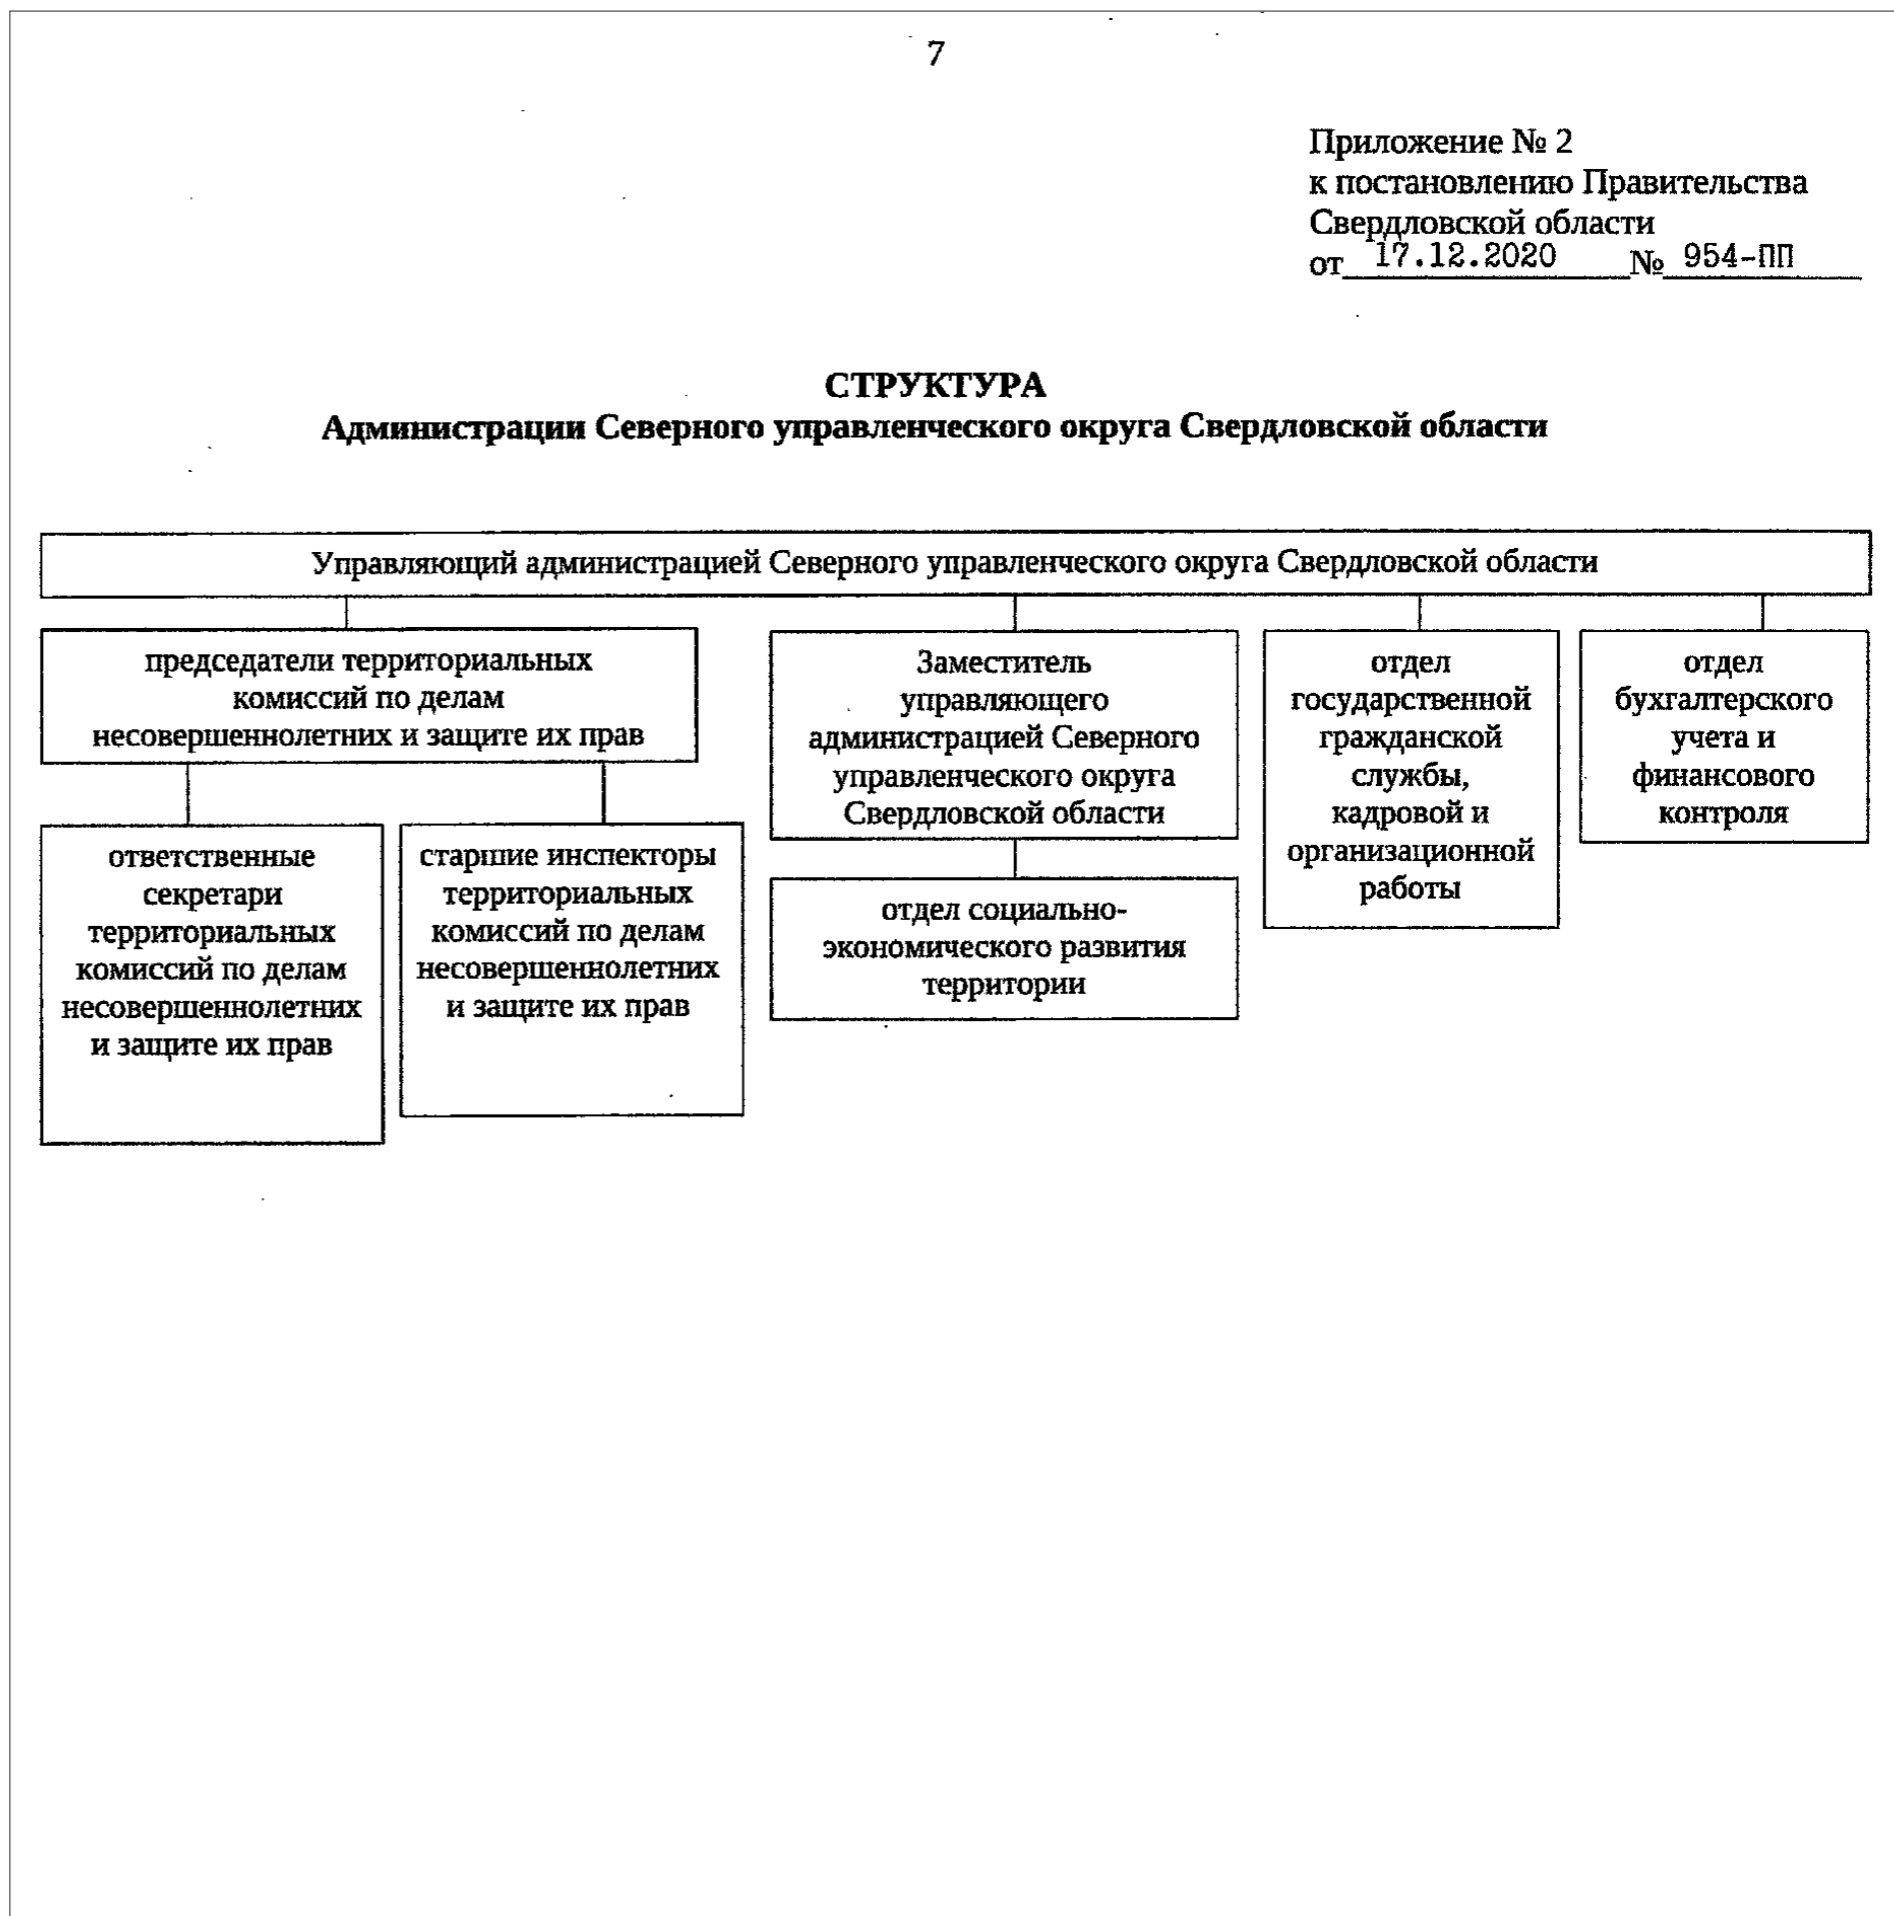 7
Приложение № 2
к постановлению Правительства
Свердловской области
от 17.12.2020 № 954-ПП
СТРУКТУРА
Администрации Северного управленческого округа Свердловской области
Управляющий администрацией Северного управленческого округа Свердловской области
председатели территориальных
комиссий по делам
несовершеннолетних и защите их прав
Заместитель
управляющего
администрацией Северного
управленческого округа
Свердловской области
отдел
государственной
гражданской
службы,
кадровой и
организационной
работы
отдел
бухгалтерского
учета и
финансового
контроля
ответственные
секретари
территориальных
комиссий по делам
несовершеннолетних
и защите их прав
старшие инспекторы
территориальных
комиссий по делам
несовершеннолетних
и защите их прав
отдел социально-
экономического развития
территории